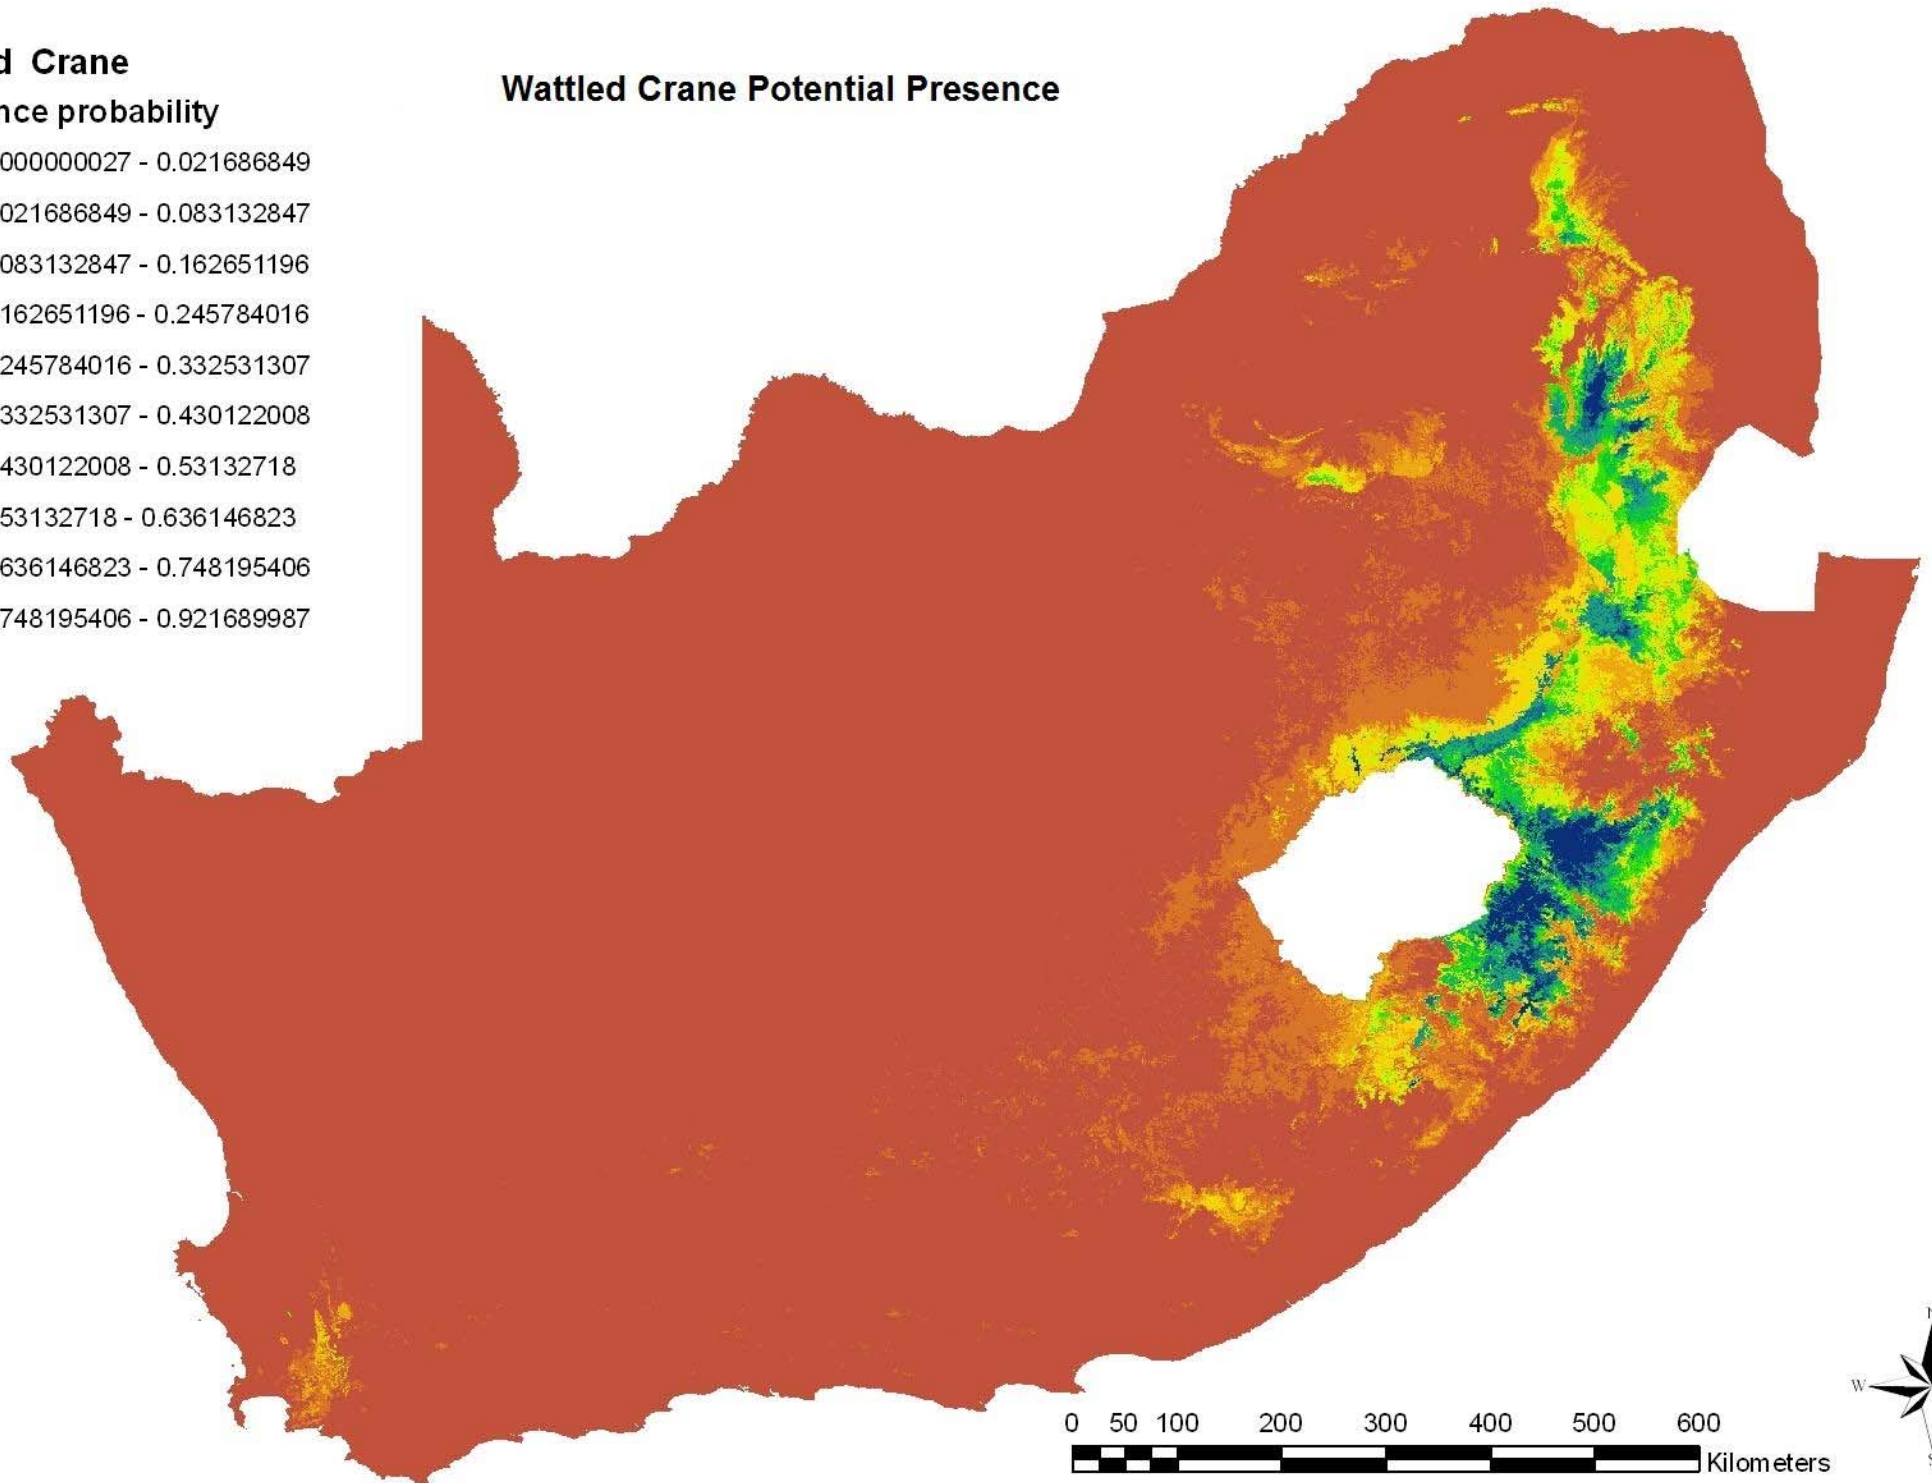 d Crane
Wattled Crane Potential Presence
nce probability
000000027 - 0.021686849
021686849 - 0.083132847
083132847 - 0.162651196
162651196 - 0.245784016
245784016 - 0.332531307
332531307 - 0.430122008
430122008 - 0.53132718
53132718 - 0.636146823
636146823 - 0.748195406
748195406 - 0.921689987
W
0 50 100 200 300 400 500 600
Kilometers